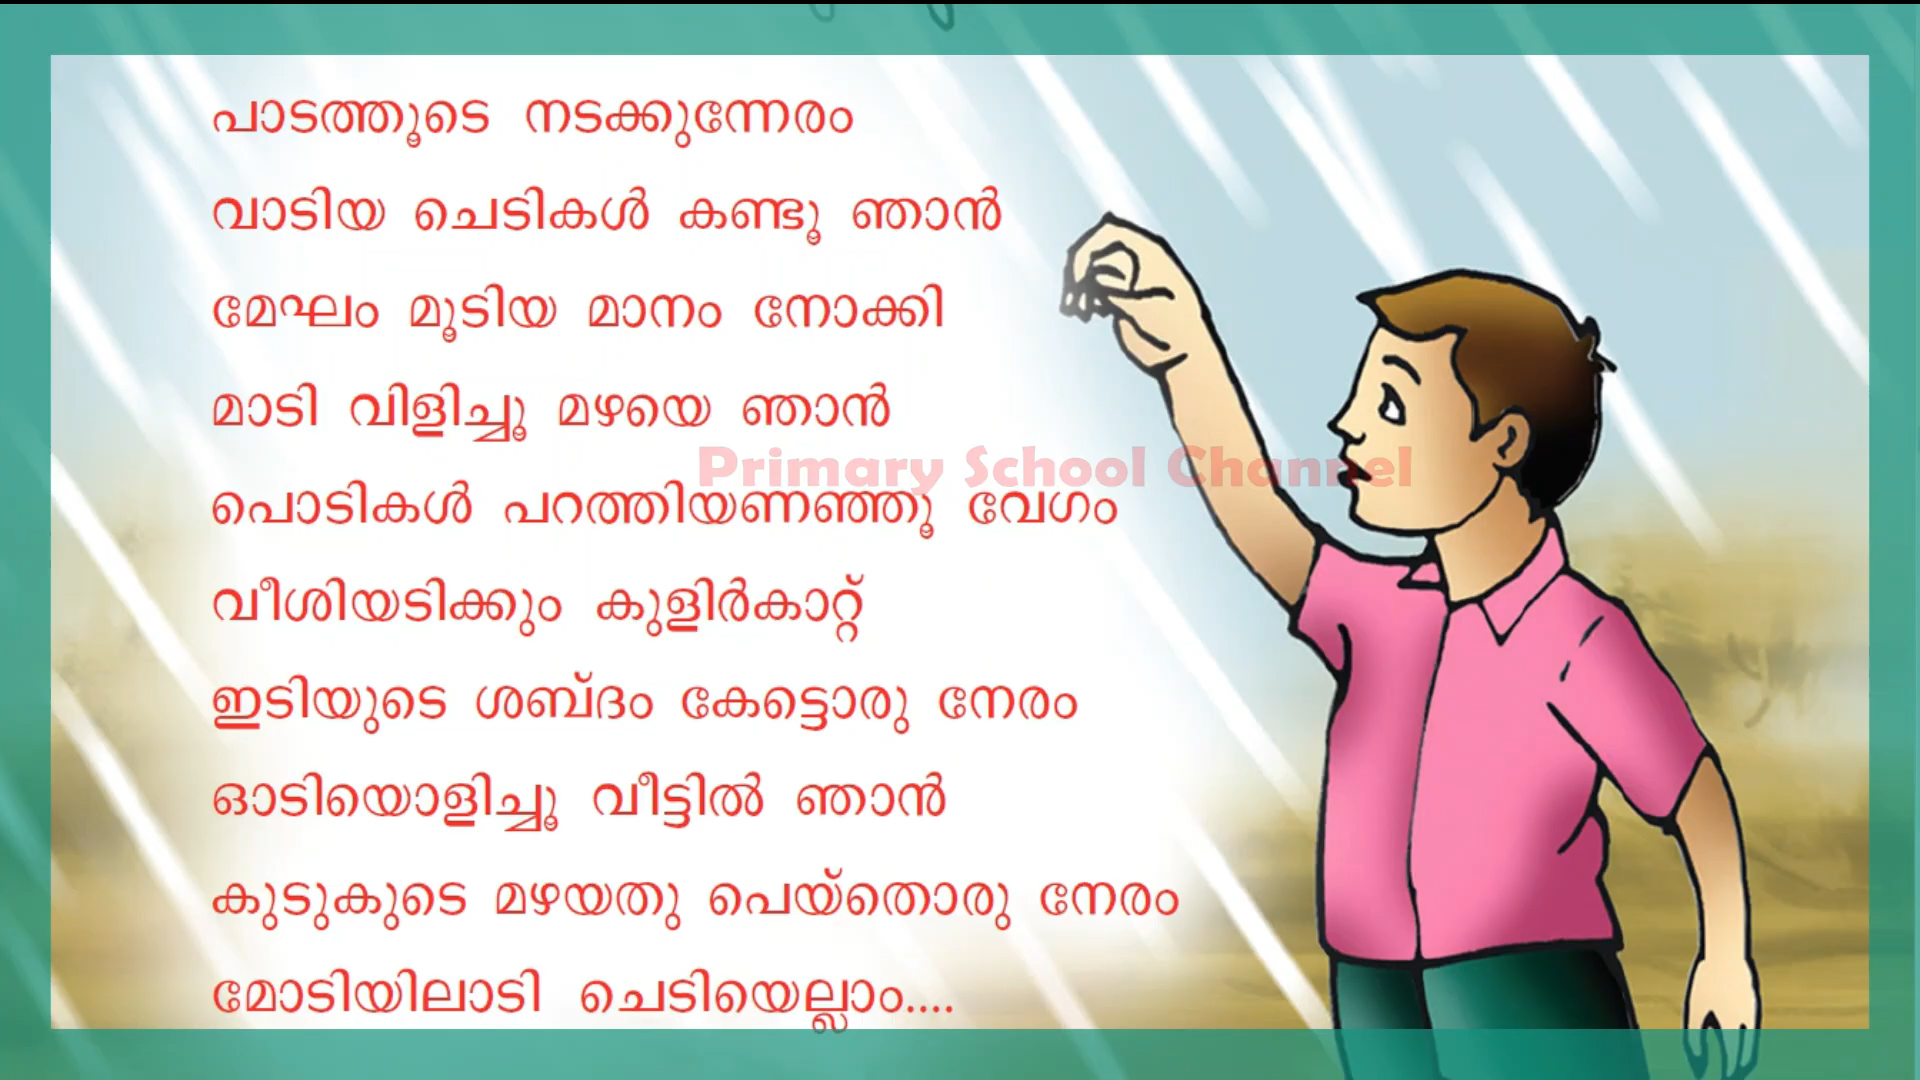 പാടത്തൂടെ നടക്കുന്നേരം
വാടിയ ചെടികൾ കണ്ടൂ ഞാൻ
മേഘം മൂടിയ മാനം നോക്കി
മാടി വിളിച്ചൂ മഴയെ ഞാൻ
Primary School Channel
പൊടികൾ പറത്തിയണഞ്ഞൂ വേഗം
വീശിയടിക്കും കുളിർകാറ്റ്
ഇടിയുടെ ശബ്ദം കേട്ടൊരു നേരം
ഓടിയൊളിച്ചൂ വീട്ടിൽ ഞാൻ
കുടുകുടെ മഴയതു പെയ്തൊരു നേരം
മോടിയിലാടി ചെടിയെല്ലാം....